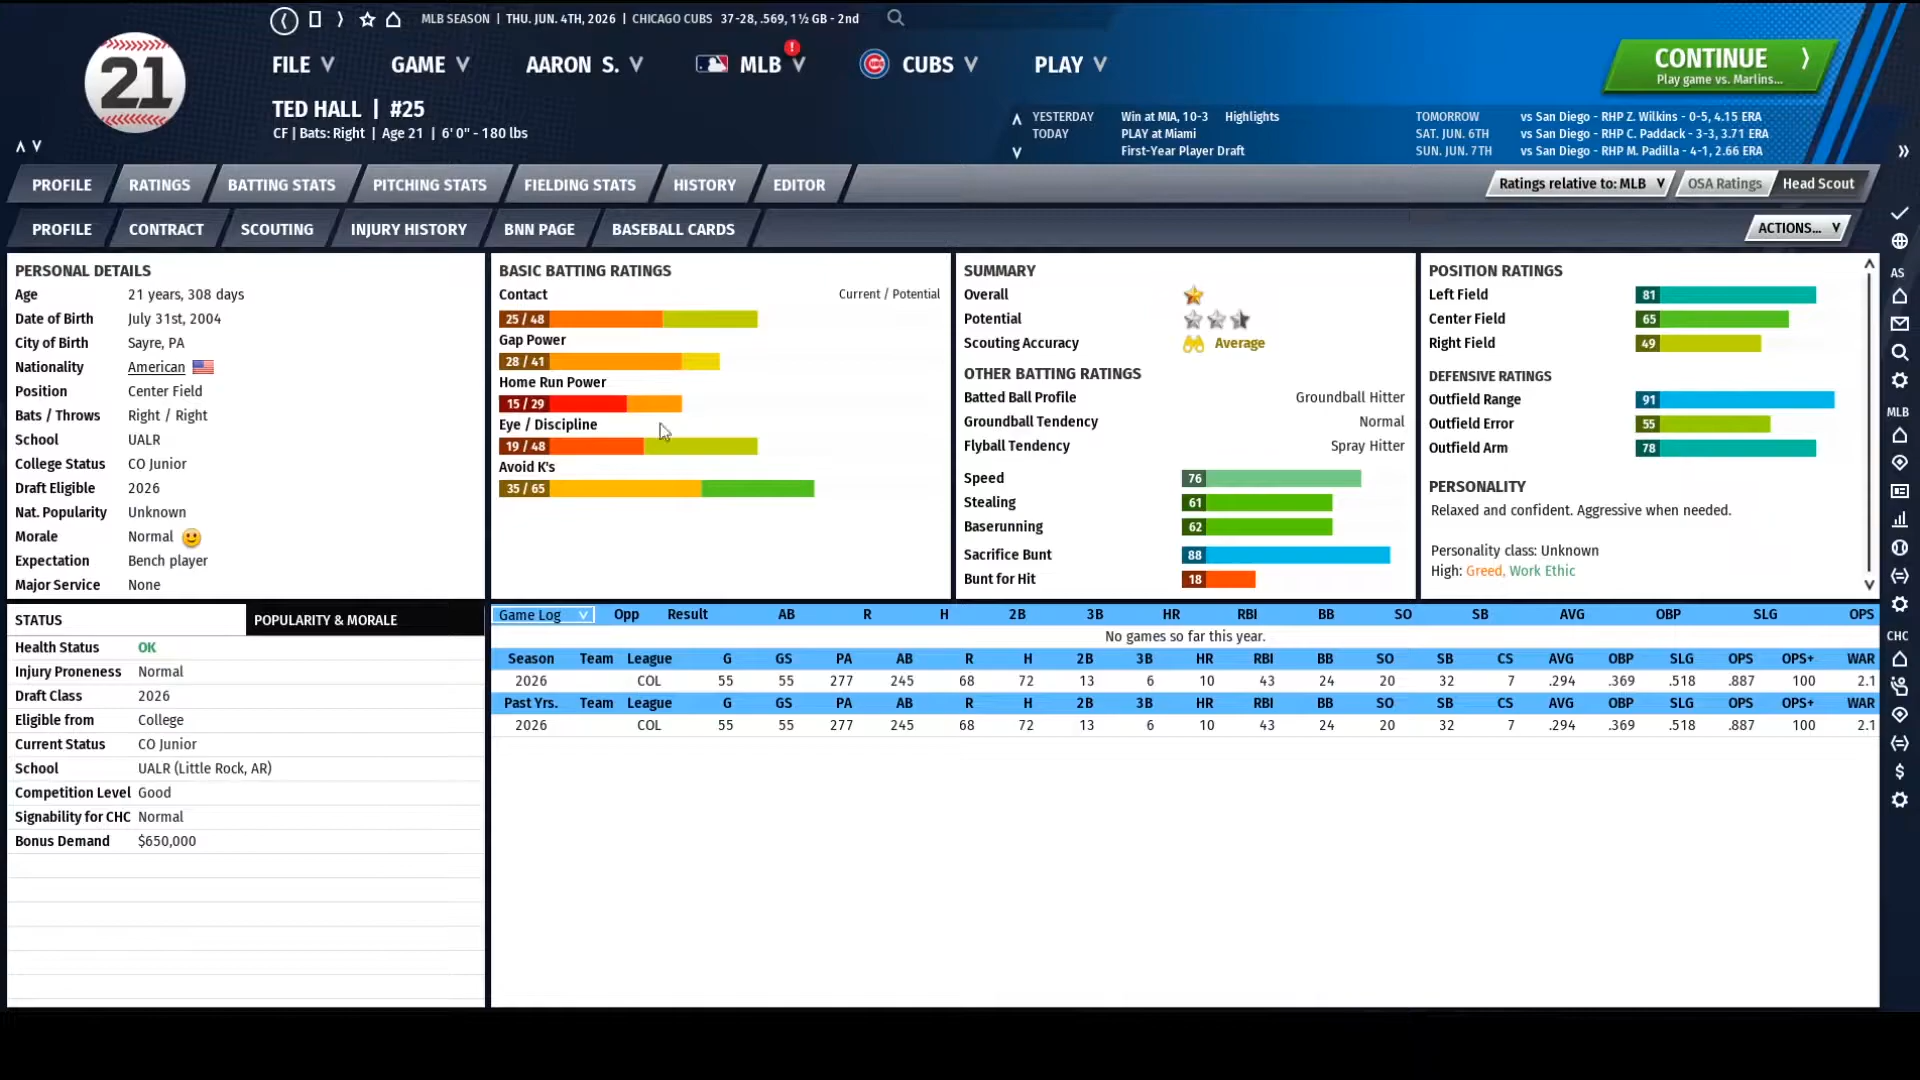 MLB SEASON | THU. JUN. 4TH, 2026 | CHICAGO CUBS 37-28, .569, 1½ GB - 2nd
21
FILE GAME AARON S. MLB ! CUBS PLAY
CONTINUE
Play game vs. Marlins...
TED HALL | #25
CF | Bats: Right | Age 21 | 6' 0" - 180 lbs
YESTERDAY Win at MIA, 10-3 Highlights TOMORROW vs San Diego - RHP Z. Wilkins - 0-5, 4.15 ERA
TODAY PLAY at Miami SAT. JUN. 6TH vs San Diego - RHP C. Paddack - 3-3, 3.71 ERA
First-Year Player Draft SUN. JUN. 7TH vs San Diego - RHP M. Padilla - 4-1, 2.66 ERA
PROFILE RATINGS BATTING STATS PITCHING STATS FIELDING STATS HISTORY EDITOR Ratings relative to: MLB OSA Ratings Head Scout
PROFILE CONTRACT SCOUTING INJURY HISTORY BNN PAGE BASEBALL CARDS ACTIONS...
PERSONAL DETAILS
Age 21 years, 308 days
Date of Birth July 31st, 2004
City of Birth Sayre, PA
Nationality American
Position Center Field
Bats / Throws Right / Right
School UALR
College Status CO Junior
Draft Eligible 2026
Nat. Popularity Unknown
Morale Normal
Expectation Bench player
Major Service None
BASIC BATTING RATINGS
Contact Current / Potential
25 / 48
Gap Power
28 / 41
Home Run Power
15 / 29
Eye / Discipline
19 / 48
Avoid K's
35 / 65
SUMMARY
Overall
Potential
Scouting Accuracy Average
OTHER BATTING RATINGS
Batted Ball Profile Groundball Hitter
Groundball Tendency Normal
Flyball Tendency Spray Hitter
Speed 76
Stealing 61
Baserunning 62
Sacrifice Bunt 88
Bunt for Hit 18
POSITION RATINGS
Left Field 81
Center Field 65
Right Field 49
DEFENSIVE RATINGS
Outfield Range 91
Outfield Error 55
Outfield Arm 78
PERSONALITY
Relaxed and confident. Aggressive when needed.
Personality class: Unknown
High: Greed, Work Ethic
STATUS POPULARITY & MORALE
Health Status OK
Injury Proneness Normal
Draft Class 2026
Eligible from College
Current Status CO Junior
School UALR (Little Rock, AR)
Competition Level Good
Signability for CHC Normal
Bonus Demand $650,000
Game Log Opp Result AB R H 2B 3B HR RBI BB SO SB AVG OBP SLG OPS
No games so far this year.
Season Team League G GS PA AB R H 2B 3B HR RBI BB SO SB CS AVG OBP SLG OPS OPS+ WAR
2026 COL 55 55 277 245 68 72 13 6 10 43 24 20 32 7 .294 .369 .518 .887 100 2.1
Past Yrs. Team League G GS PA AB R H 2B 3B HR RBI BB SO SB CS AVG OBP SLG OPS OPS+ WAR
2026 COL 55 55 277 245 68 72 13 6 10 43 24 20 32 7 .294 .369 .518 .887 100 2.1
AS
MLB
CHC
$